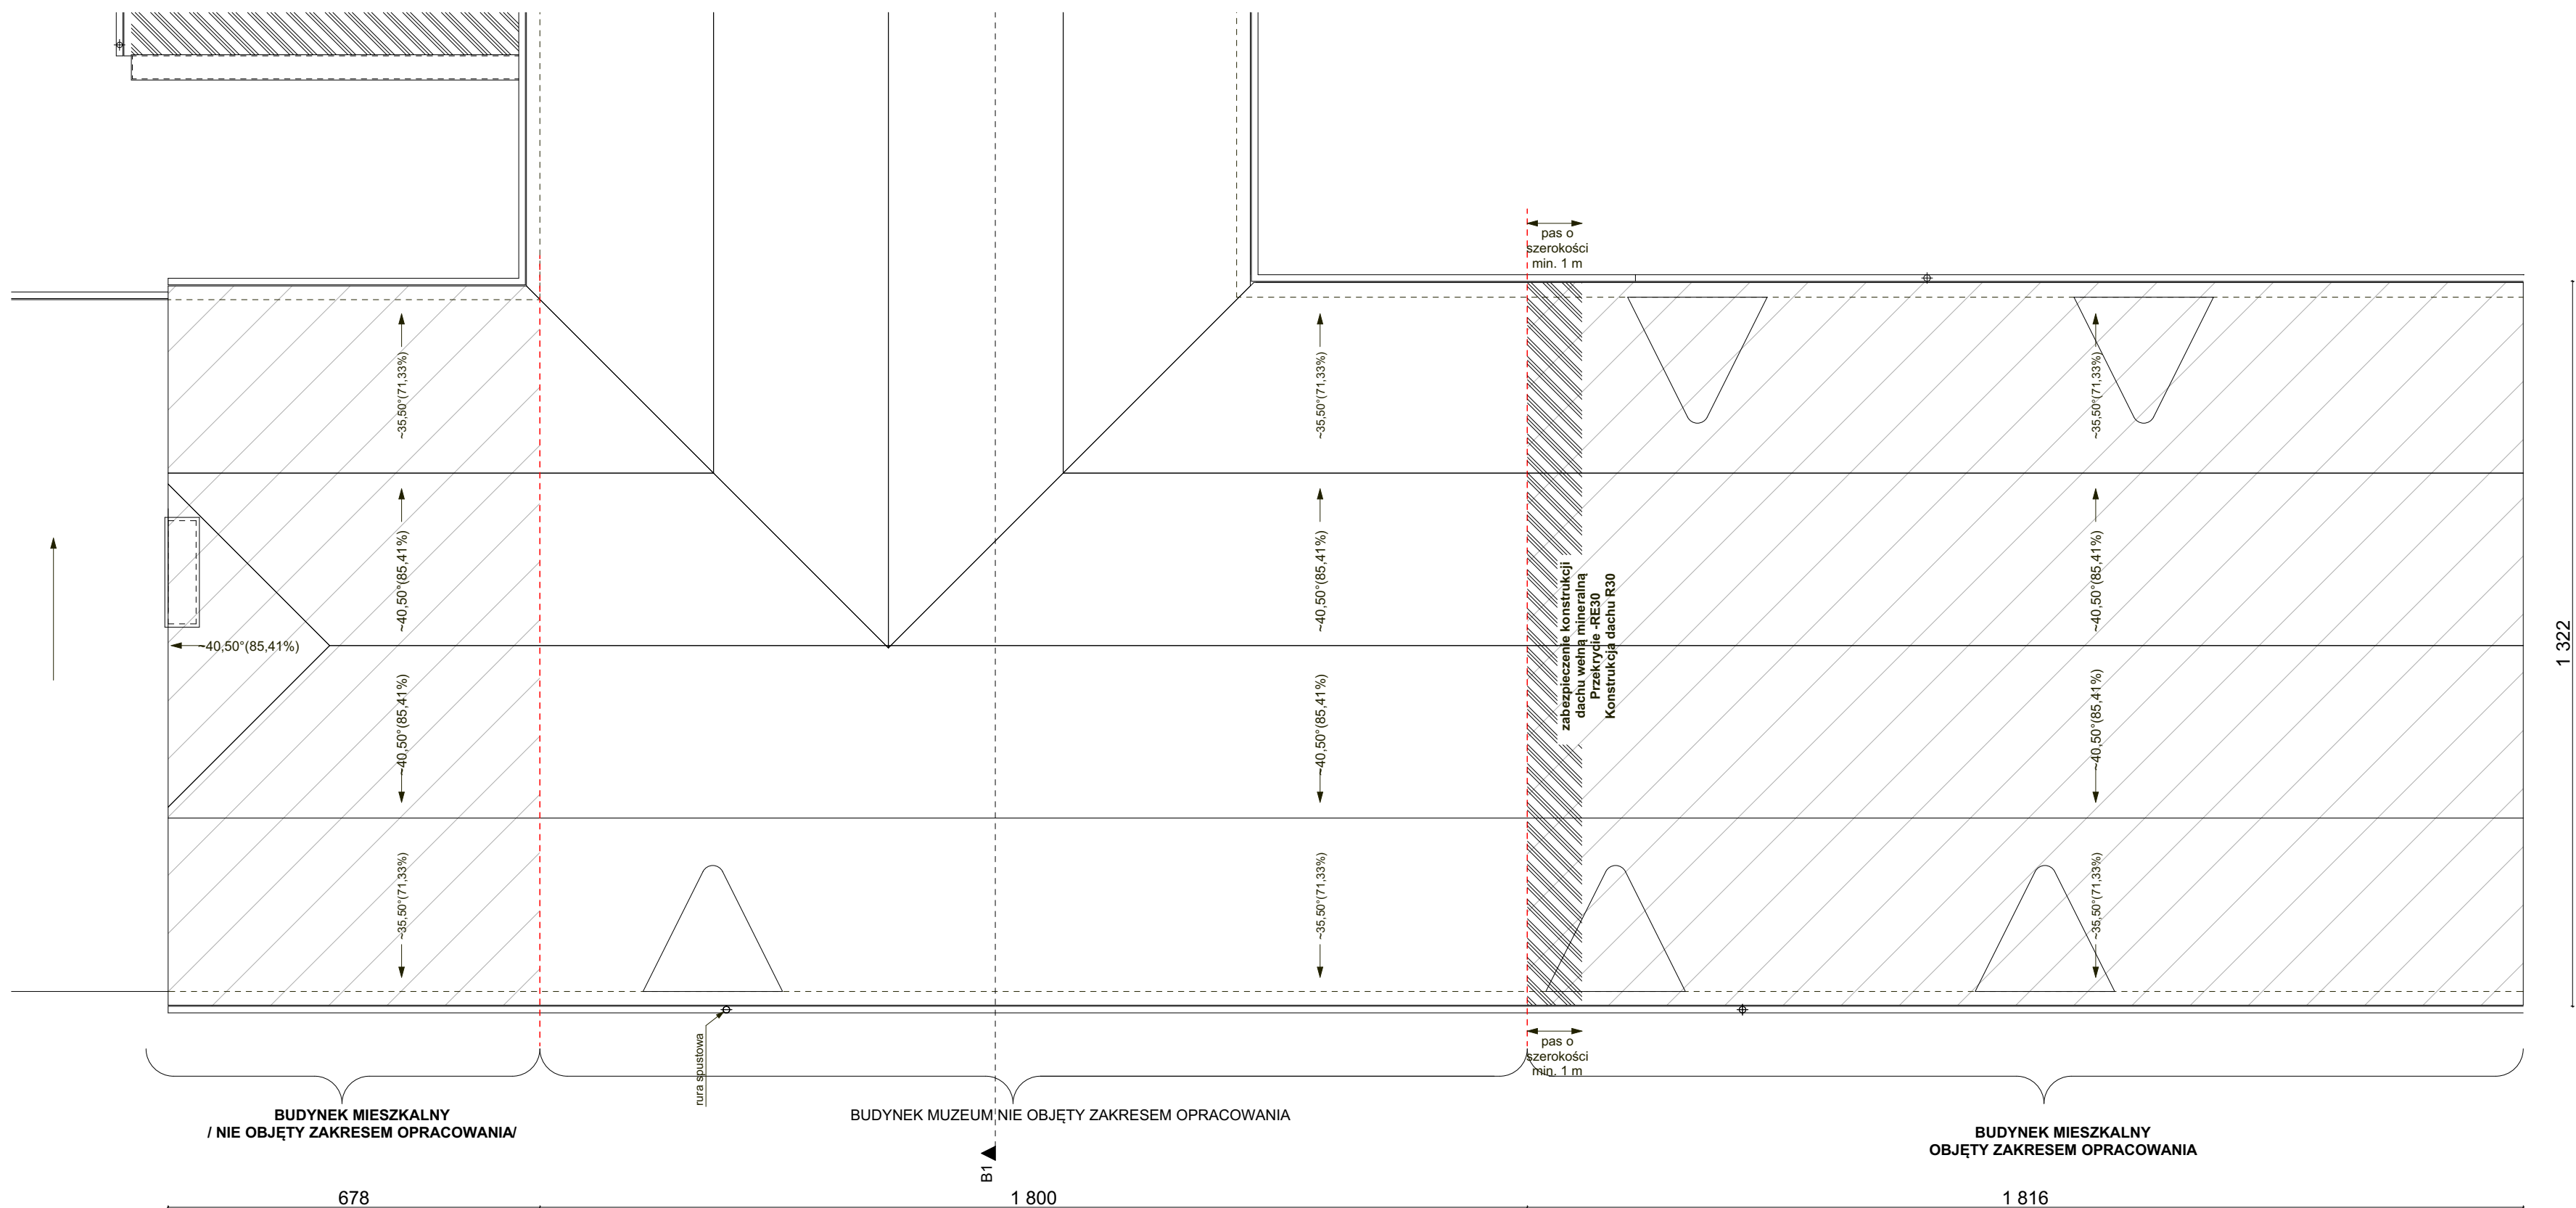 pas o
szerokości
min. 1 m
~35,50°(71,33%)
~35,50°(71,33%)
~35,50°(71,33%)
~40,50°(85,41%)
~40,50°(85,41%)
~40,50°(85,41%)
~40,50°(85,41%)
zabezpieczenie konstrukcji
dachu wełną mineralną
Przekrycie -RE30
Konstrukcja dachu R30
1 322
~40,50°(85,41%)
~40,50°(85,41%)
~40,50°(85,41%)
~35,50°(71,33%)
~35,50°(71,33%)
~35,50°(71,33%)
rura spustowa
pas o
szerokości
min. 1 m
BUDYNEK MIESZKALNY
/ NIE OBJĘTY ZAKRESEM OPRACOWANIA/
BUDYNEK MUZEUM NIE OBJĘTY ZAKRESEM OPRACOWANIA
BUDYNEK MIESZKALNY
OBJĘTY ZAKRESEM OPRACOWANIA
B1
678
1 800
1 816